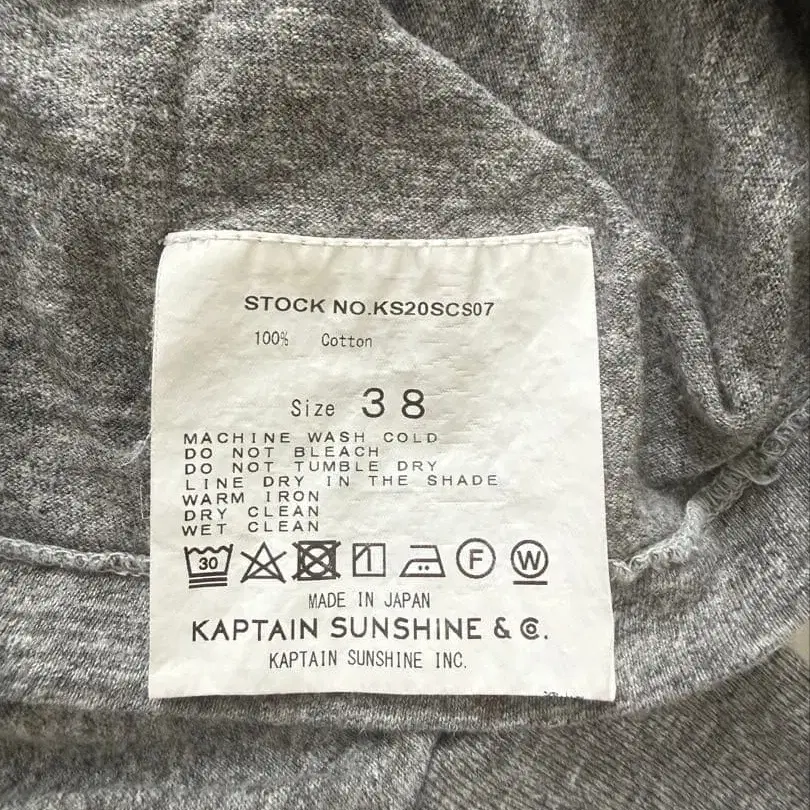 STOCK NO.KS20SCS07
100% Cotton
Size 38
MACHINE WASH COLD
DO NOT BLEACH
DO NOT TUMBLE DRY
LINE DRY IN THE SHADE
WARM IRON
DRY CLEAN
WET CLEAN
30 F W
MADE IN JAPAN
KAPTAIN SUNSHINE & Co.
KAPTAIN SUNSHINE INC.